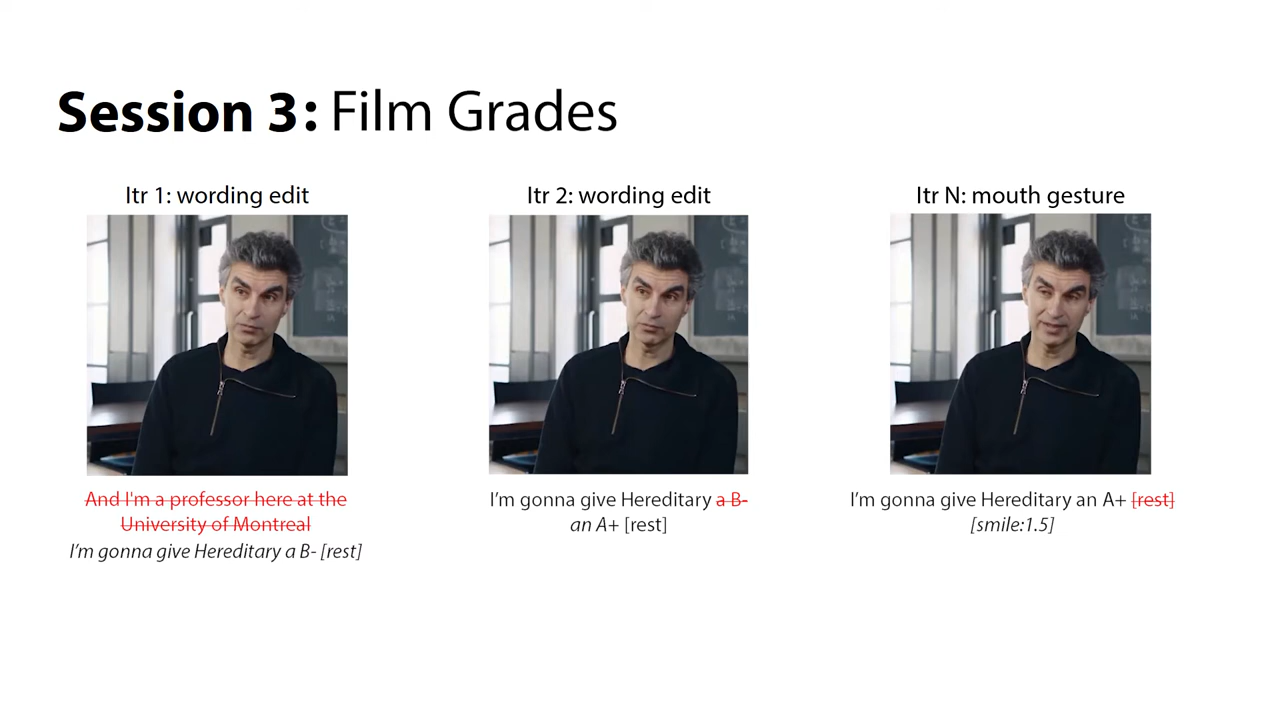 Session 3: Film Grades
Itr 1: wording edit
And I'm a professor here at the
University of Montreal
I'm gonna give Hereditary a B- [rest]
Itr 2: wording edit
I'm gonna give Hereditary a B-
an A+ [rest]
Itr N: mouth gesture
I'm gonna give Hereditary an A+ [rest]
[smile:1.5]